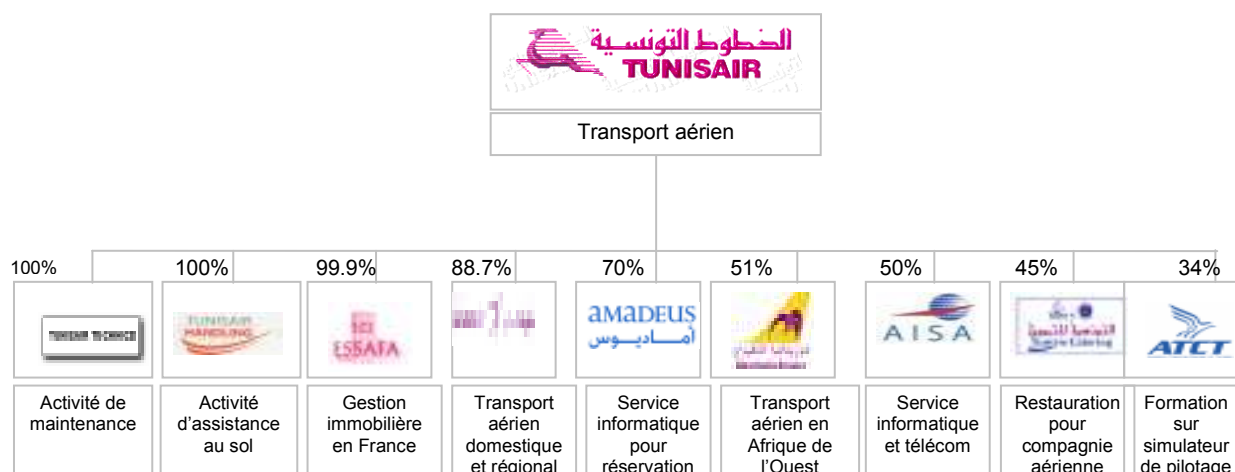 الخطوط التونسية
TUNISAIR
Transport aérien
100%
100%
99.9%
88.7%
70%
51%
50%
45%
34%
TUNISAIR TECHNICS
TUNISAIR
HANDLING
SCI
ESSAFA
amadeus
أماديوس
AISA
ATCT
Activité de
maintenance
Activité
d’assistance
au sol
Gestion
immobilière
en France
Transport
aérien
domestique
et régional
Service
informatique
pour
réservation
Transport
aérien en
Afrique de
l’Ouest
Service
informatique
et télécom
Restauration
pour
compagnie
aérienne
Formation
sur
simulateur
de pilotage